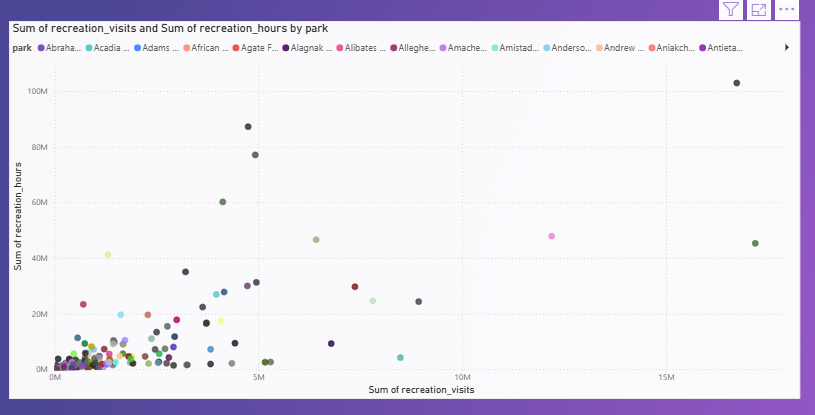 Sum of recreation_visits and Sum of recreation_hours by park
park Abraha... Acadia ... Adams ... African ... Agate F... Alagnak ... Alibates ... Alleghe... Amache... Amistad... Anderso... Andrew ... Aniakch... Antieta...
Sum of recreation_hours
100M
80M
60M
40M
20M
0M
0M 5M 10M 15M
Sum of recreation_visits